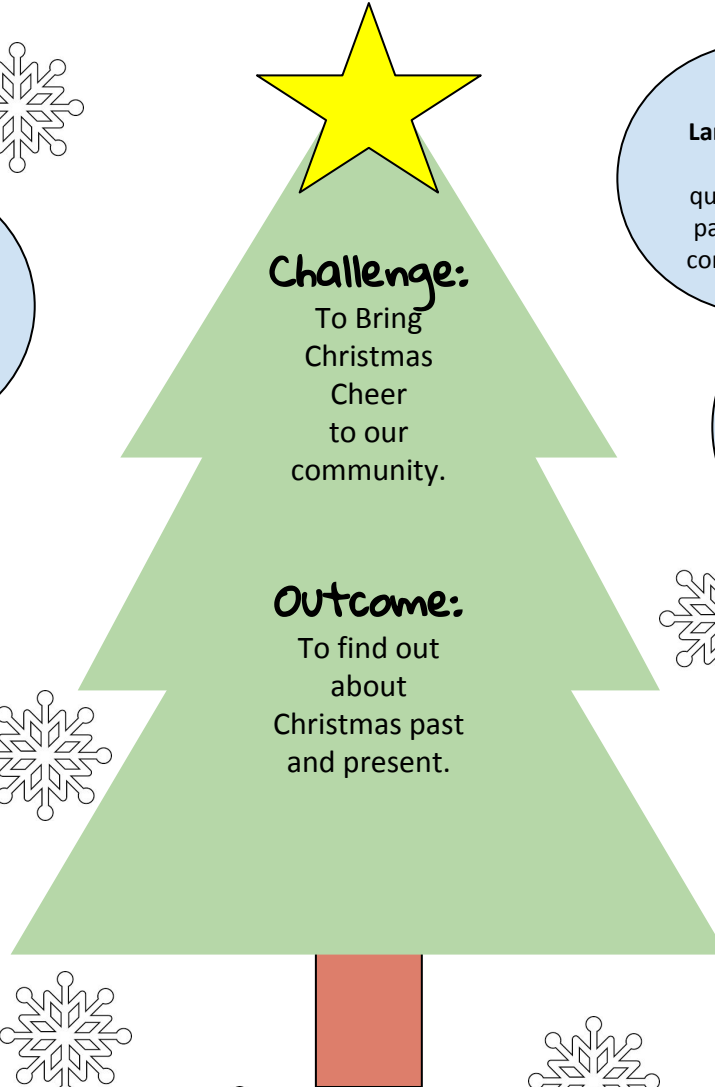 Challenge:
To Bring
Christmas
Cheer
to our
community.
Outcome:
To find out
about
Christmas past
and present.